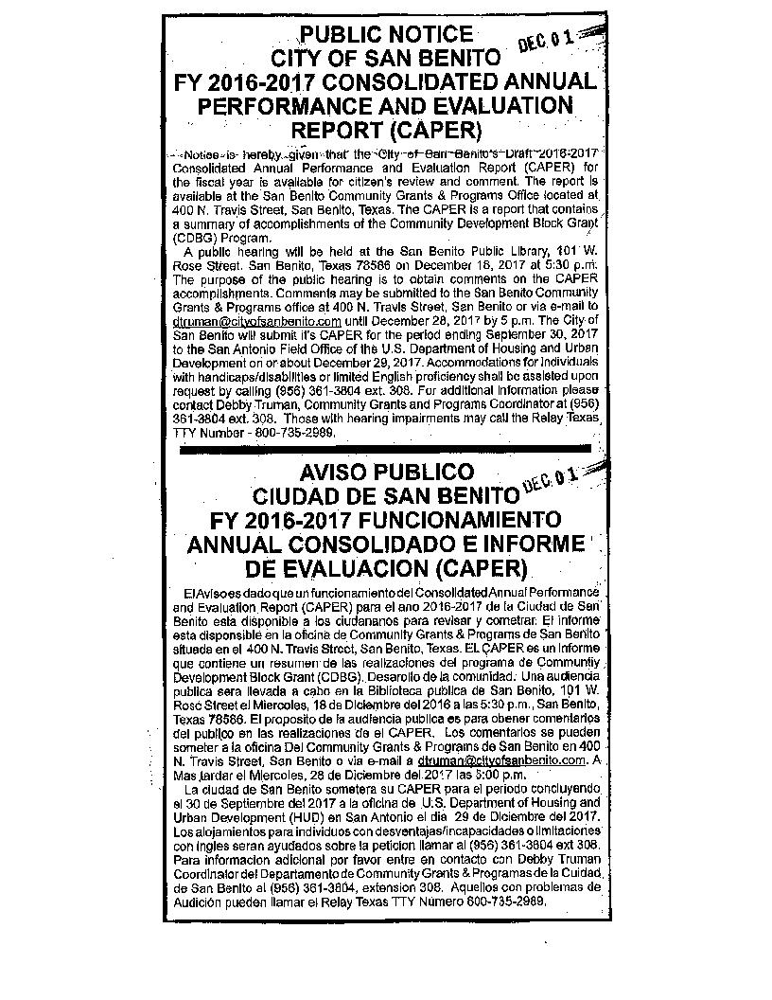 PUBLIC NOTICE
DEC 01
CITY OF SAN BENITO
FY 2016-2017 CONSOLIDATED ANNUAL
PERFORMANCE AND EVALUATION
REPORT (CAPER)
Notice is hereby given that the City of San Benito's Draft 2016-2017
Consolidated Annual Performance and Evaluation Report (CAPER) for
the fiscal year is available for citizen's review and comment. The report is
available at the San Benito Community Grants & Programs Office located at
400 N. Travis Street, San Benito, Texas. The CAPER is a report that contains
a summary of accomplishments of the Community Development Block Grant
(CDBG) Program.
A public hearing will be held at the San Benito Public Library, 101 W.
Rose Street. San Benito, Texas 78586 on December 18, 2017 at 5:30 p.m.
The purpose of the public hearing is to obtain comments on the CAPER
accomplishments. Comments may be submitted to the San Benito Community
Grants & Programs office at 400 N. Travis Street, San Benito or via e-mail to
dtruman@cityofsanbenito.com until December 28, 2017 by 5 p.m. The City of
San Benito will submit it's CAPER for the period ending September 30, 2017
to the San Antonio Field Office of the U.S. Department of Housing and Urban
Development on or about December 29, 2017. Accommodations for individuals
with handicaps/disabilities or limited English proficiency shall be assisted upon
request by calling (956) 361-3804 ext. 308. For additional information please
contact Debby Truman, Community Grants and Programs Coordinator at (956)
361-3804 ext. 308. Those with hearing impairments may call the Relay Texas
TTY Number - 800-735-2989.
AVISO PUBLICO
DEC 01
CIUDAD DE SAN BENITO
FY 2016-2017 FUNCIONAMIENTO
ANNUAL CONSOLIDADO E INFORME
DE EVALUACION (CAPER)
El Aviso es dado que un funcionamiento del Consolidated Annual Performance
and Evaluation Report (CAPER) para el ano 2016-2017 de la Ciudad de San
Benito esta disponible a los ciudananos para revisar y cometrar. El informe
esta disponsible en la oficina de Community Grants & Programs de San Benito
situada en el 400 N. Travis Street, San Benito, Texas. EL CAPER es un informe
que contiene un resumen de las realizaciones del programa de Communtiy
Development Block Grant (CDBG), Desarollo de la comunidad. Una audiencia
publica sera llevada a cabo en la Biblioteca publica de San Benito, 101 W.
Rose Street el Miercoles, 18 de Diciembre del 2016 a las 5:30 p.m., San Benito,
Texas 78586. El proposito de la audiencia publica es para obener comentarios
del publico en las realizaciones de el CAPER. Los comentarios se pueden
someter a la oficina Del Community Grants & Programs de San Benito en 400
N. Travis Street, San Benito o via e-mail a dtruman@cityofsanbenito.com. A
Mas tardar el Miercoles, 28 de Diciembre del 2017 las 5:00 p.m.
La ciudad de San Benito sometera su CAPER para el periodo concluyendo
el 30 de Septiembre del 2017 a la oficina de U.S. Department of Housing and
Urban Development (HUD) en San Antonio el dia 29 de Diciembre del 2017.
Los alojamientos para individuos con desventajas/incapacidades o limitaciones
con ingles seran ayudados sobre la peticion llamar al (956) 361-3804 ext 308.
Para informacion adicional por favor entre en contacto con Debby Truman
Coordinator del Departamento de Community Grants & Programas de la Cuidad
de San Benito al (956) 361-3804, extension 308. Aquellos con problemas de
Audición pueden llamar el Relay Texas TTY Número 800-735-2989.